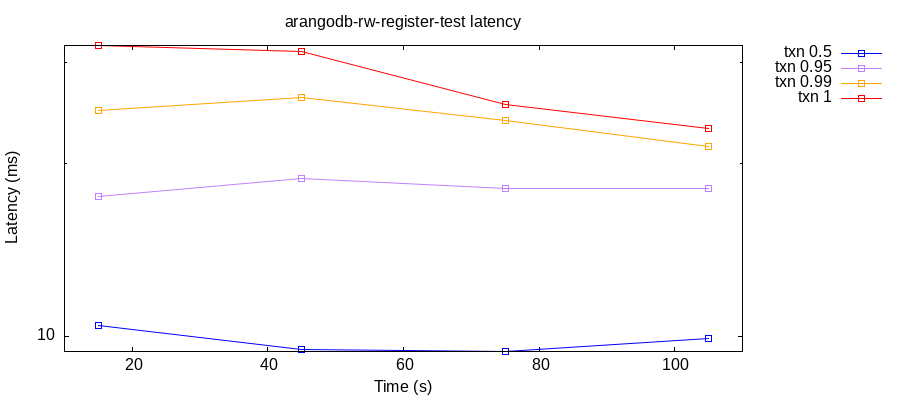 arangodb-rw-register-test latency
txn 0.5
txn 0.95
txn 0.99
txn 1
Latency (ms)
10
20 40 60 80 100
Time (s)